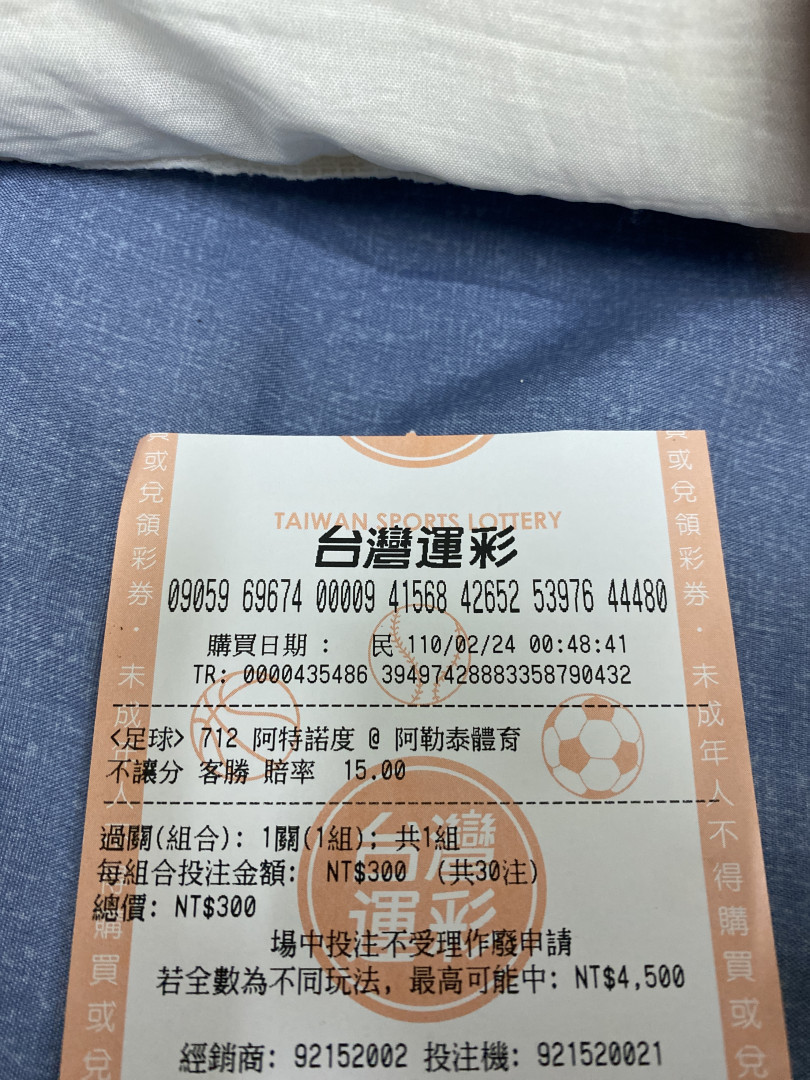 TAIWAN SPORTS LOTTERY
台灣運彩
09059 69674 00009 41568 42652 53976 44480
購買日期: 民 110/02/24 00:48:41
TR: 0000435486 394974288833358790432
<足球> 712 阿特諾度 @ 阿勒泰體育
不讓分 客勝 賠率 15.00
過關(組合): 1關(1組); 共1組
每組合投注金額: NT$300 (共30注)
總價: NT$300
場中投注不受理作廢申請
若全數為不同玩法, 最高可能中: NT$4,500
經銷商: 92152002 投注機: 921520021
台灣
運彩
或兌領彩券・未成年人不得購買或兌
或兌領彩券・未成年人不得購買或兌